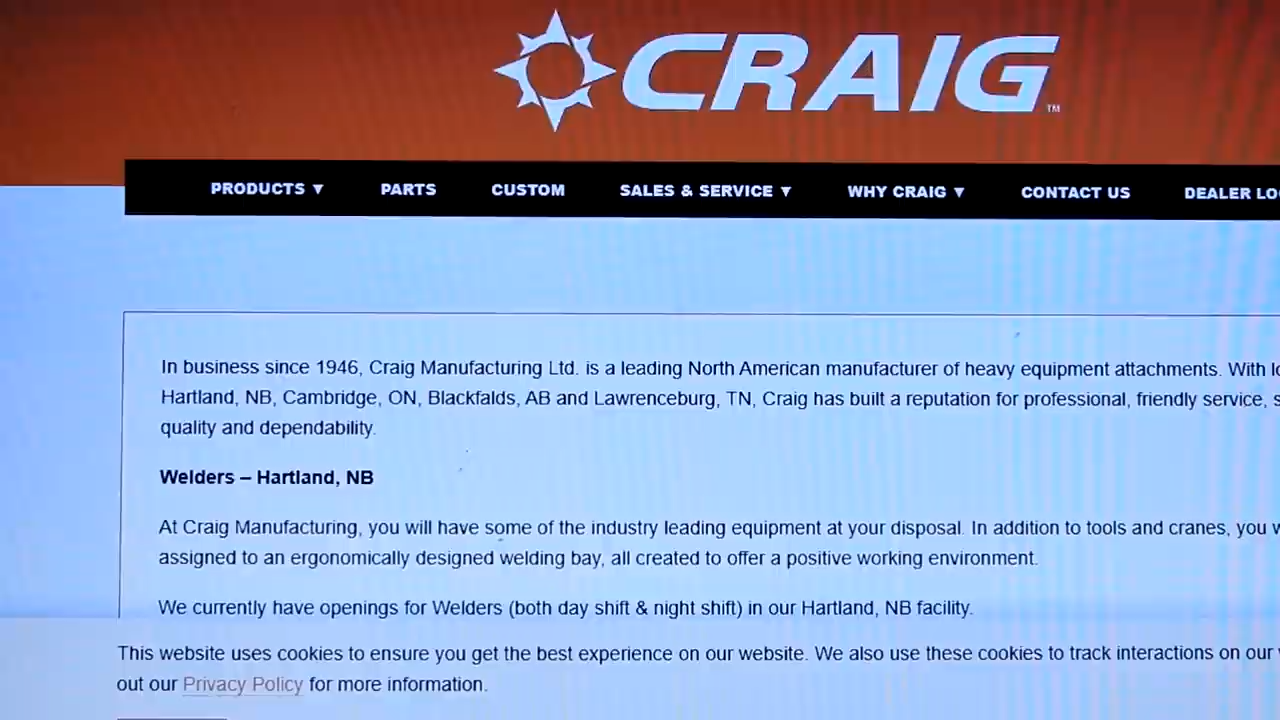 CRAIG™
PRODUCTS ▼ PARTS CUSTOM SALES & SERVICE ▼ WHY CRAIG ▼ CONTACT US DEALER LO
In business since 1946, Craig Manufacturing Ltd. is a leading North American manufacturer of heavy equipment attachments. With lo
Hartland, NB, Cambridge, ON, Blackfalds, AB and Lawrenceburg, TN, Craig has built a reputation for professional, friendly service, s
quality and dependability.
Welders – Hartland, NB
At Craig Manufacturing, you will have some of the industry leading equipment at your disposal. In addition to tools and cranes, you w
assigned to an ergonomically designed welding bay, all created to offer a positive working environment.
We currently have openings for Welders (both day shift & night shift) in our Hartland, NB facility.
This website uses cookies to ensure you get the best experience on our website. We also use these cookies to track interactions on our
out our Privacy Policy for more information.